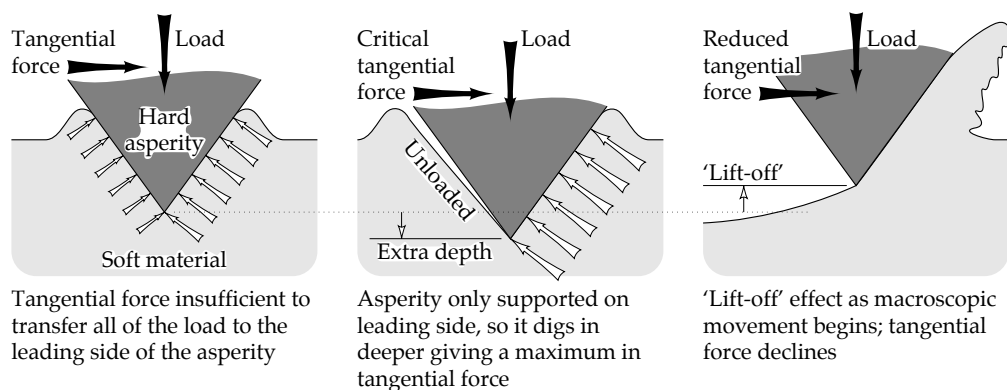 Tangential
force
Load
Hard
asperity
Soft material
Tangential force insufficient to
transfer all of the load to the
leading side of the asperity
Critical
tangential
force
Load
Unloaded
Extra depth
Asperity only supported on
leading side, so it digs in
deeper giving a maximum in
tangential force
Reduced
tangential
force
Load
‘Lift-off’
‘Lift-off’ effect as macroscopic
movement begins; tangential
force declines